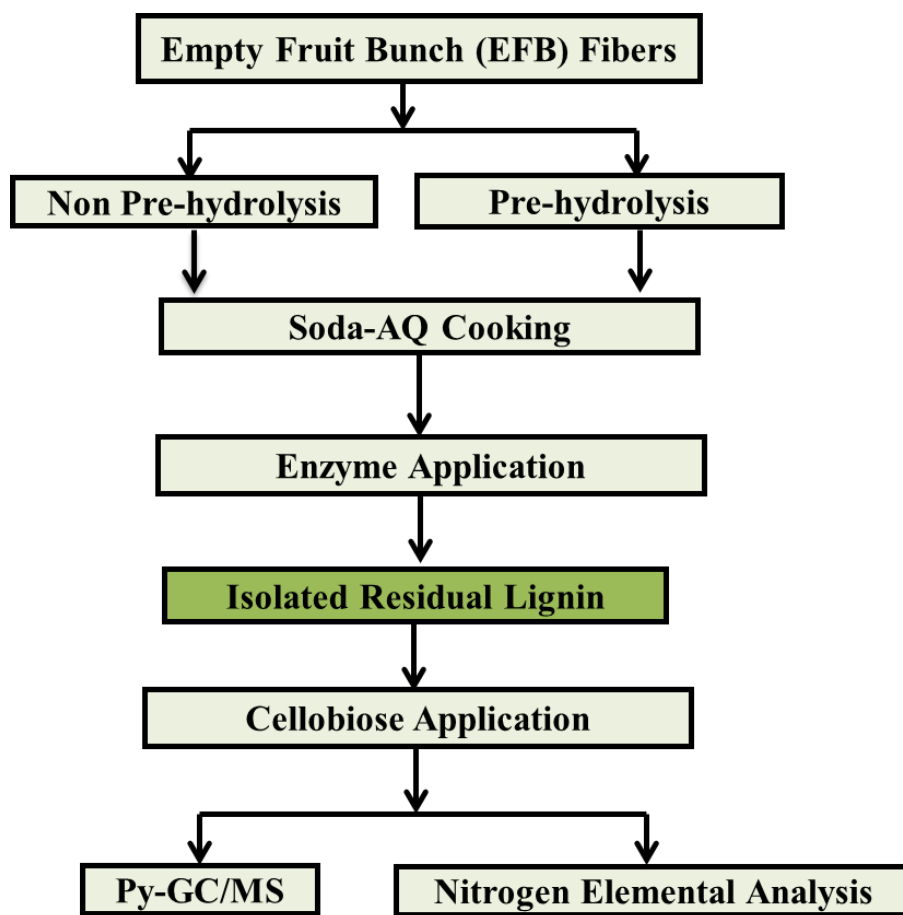 Empty Fruit Bunch (EFB) Fibers
Non Pre-hydrolysis
Pre-hydrolysis
Soda-AQ Cooking
Enzyme Application
Isolated Residual Lignin
Cellobiose Application
Py-GC/MS
Nitrogen Elemental Analysis